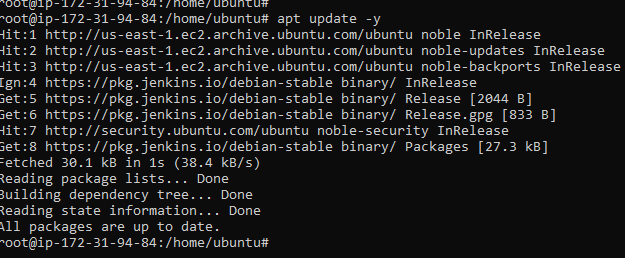 root@ip-172-31-94-84:/home/ubuntu#
root@ip-172-31-94-84:/home/ubuntu# apt update -y
Hit:1 http://us-east-1.ec2.archive.ubuntu.com/ubuntu noble InRelease
Hit:2 http://us-east-1.ec2.archive.ubuntu.com/ubuntu noble-updates InRelease
Hit:3 http://us-east-1.ec2.archive.ubuntu.com/ubuntu noble-backports InRelease
Ign:4 https://pkg.jenkins.io/debian-stable binary/ InRelease
Get:5 https://pkg.jenkins.io/debian-stable binary/ Release [2044 B]
Get:6 https://pkg.jenkins.io/debian-stable binary/ Release.gpg [833 B]
Hit:7 http://security.ubuntu.com/ubuntu noble-security InRelease
Get:8 https://pkg.jenkins.io/debian-stable binary/ Packages [27.3 kB]
Fetched 30.1 kB in 1s (38.4 kB/s)
Reading package lists... Done
Building dependency tree... Done
Reading state information... Done
All packages are up to date.
root@ip-172-31-94-84:/home/ubuntu#